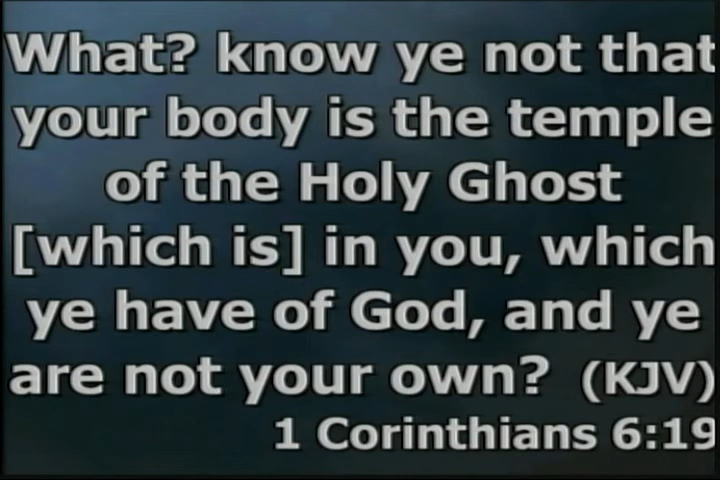 What? know ye not that
your body is the temple
of the Holy Ghost
[which is] in you, which
ye have of God, and ye
are not your own? (KJV)
1 Corinthians 6:19